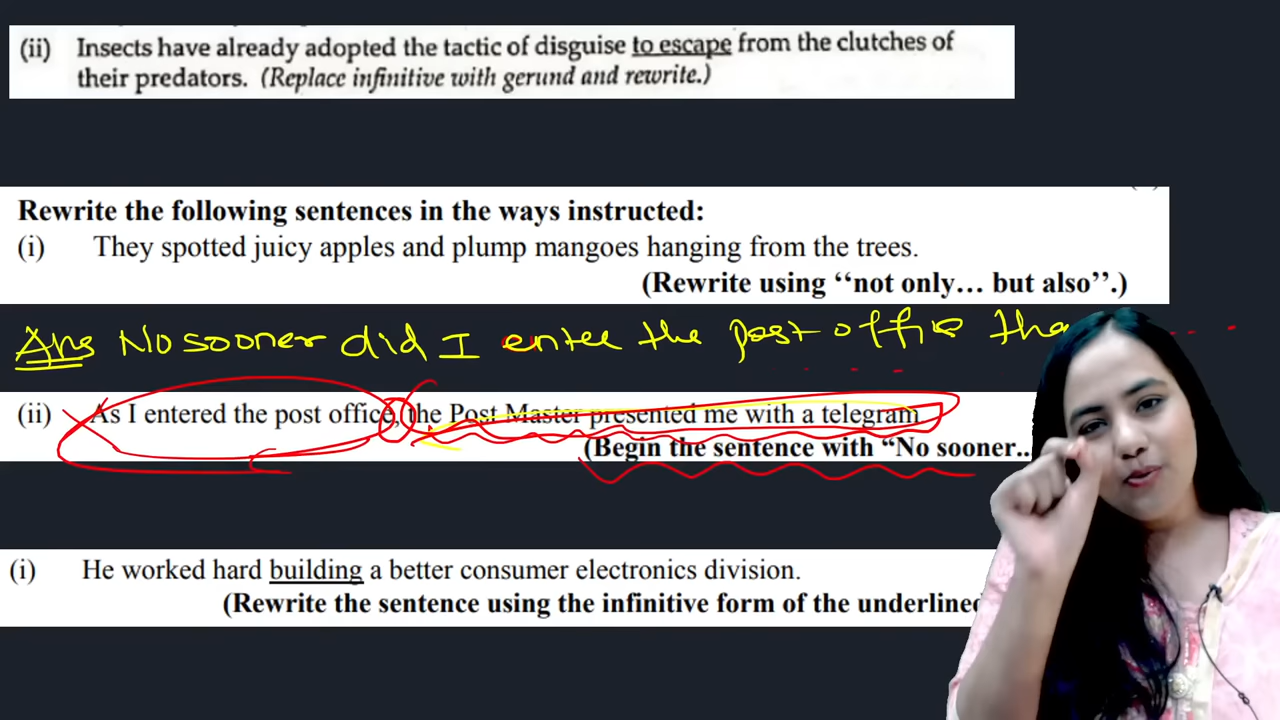 (ii) Insects have already adopted the tactic of disguise to escape from the clutches of
their predators. (Replace infinitive with gerund and rewrite.)
Rewrite the following sentences in the ways instructed:
(i) They spotted juicy apples and plump mangoes hanging from the trees.
(Rewrite using “not only… but also”.)
Ans No sooner did I enter the post office tha
(ii) As I entered the post office, the Post Master presented me with a telegram
(Begin the sentence with “No sooner..
(i) He worked hard building a better consumer electronics division.
(Rewrite the sentence using the infinitive form of the underlined